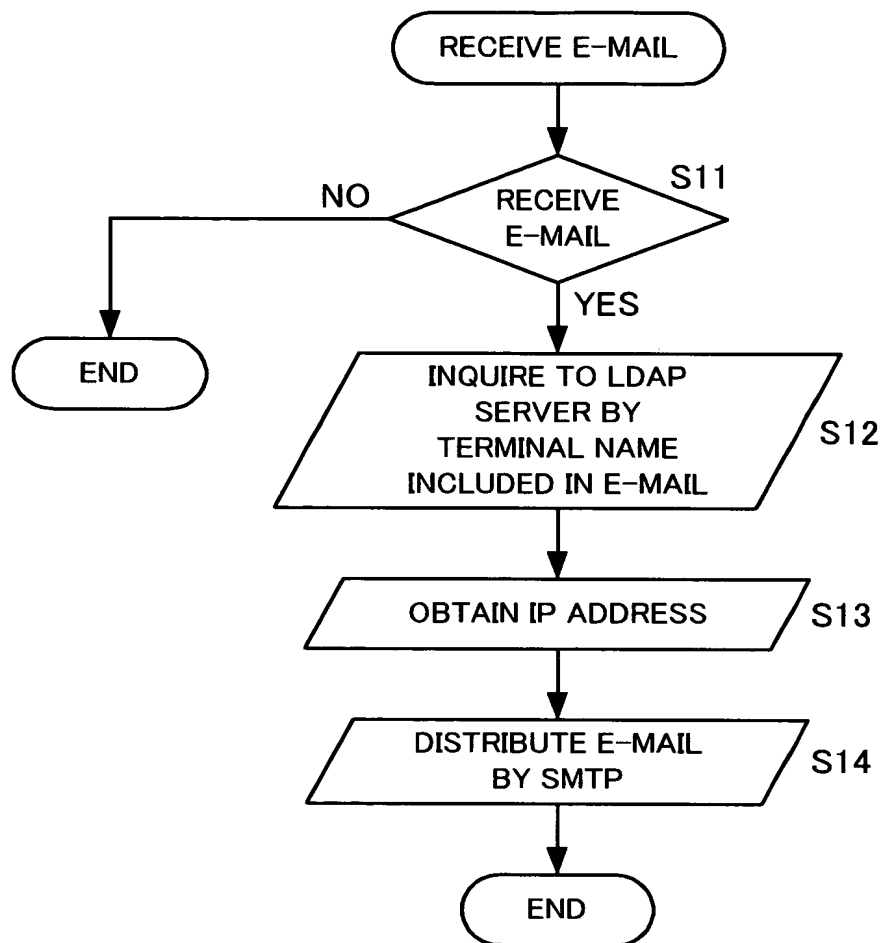 RECEIVE E-MAIL
S11
NO
RECEIVE
E-MAIL
YES
END
INQUIRE TO LDAP
SERVER BY
TERMINAL NAME
INCLUDED IN E-MAIL
S12
OBTAIN IP ADDRESS
S13
DISTRIBUTE E-MAIL
BY SMTP
S14
END